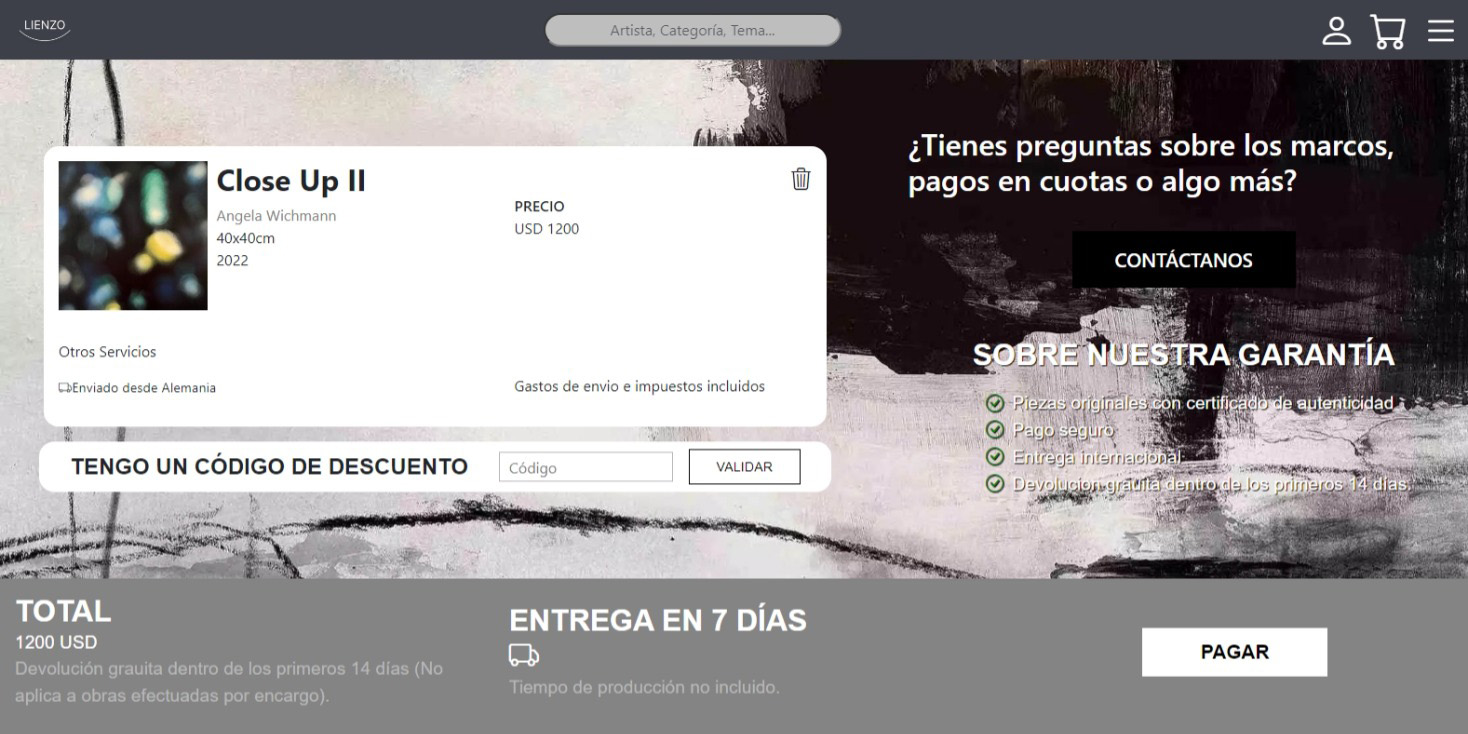 LIENZO
Artista, Categoría, Tema...
Close Up II
Angela Wichmann
40x40cm
2022
PRECIO
USD 1200
Otros Servicios
Enviado desde Alemania
Gastos de envio e impuestos incluidos
TENGO UN CÓDIGO DE DESCUENTO
Código
VALIDAR
¿Tienes preguntas sobre los marcos,
pagos en cuotas o algo más?
CONTÁCTANOS
SOBRE NUESTRA GARANTÍA
Piezas originales con certificado de autenticidad
Pago seguro
Entrega internacional
Devolución grauita dentro de los primeros 14 días.
TOTAL
1200 USD
Devolución grauita dentro de los primeros 14 días (No
aplica a obras efectuadas por encargo).
ENTREGA EN 7 DÍAS
Tiempo de producción no incluido.
PAGAR